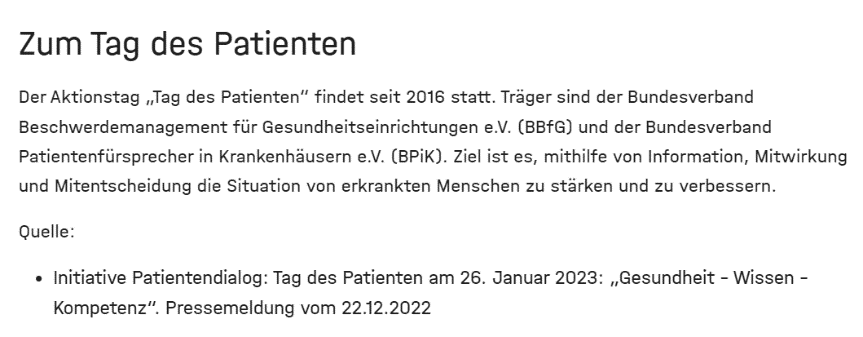 Zum Tag des Patienten
Der Aktionstag „Tag des Patienten“ findet seit 2016 statt. Träger sind der Bundesverband
Beschwerdemanagement für Gesundheitseinrichtungen e.V. (BBfG) und der Bundesverband
Patientenfürsprecher in Krankenhäusern e.V. (BPiK). Ziel ist es, mithilfe von Information, Mitwirkung
und Mitentscheidung die Situation von erkrankten Menschen zu stärken und zu verbessern.
Quelle:
• Initiative Patientendialog: Tag des Patienten am 26. Januar 2023: „Gesundheit – Wissen –
Kompetenz“. Pressemeldung vom 22.12.2022